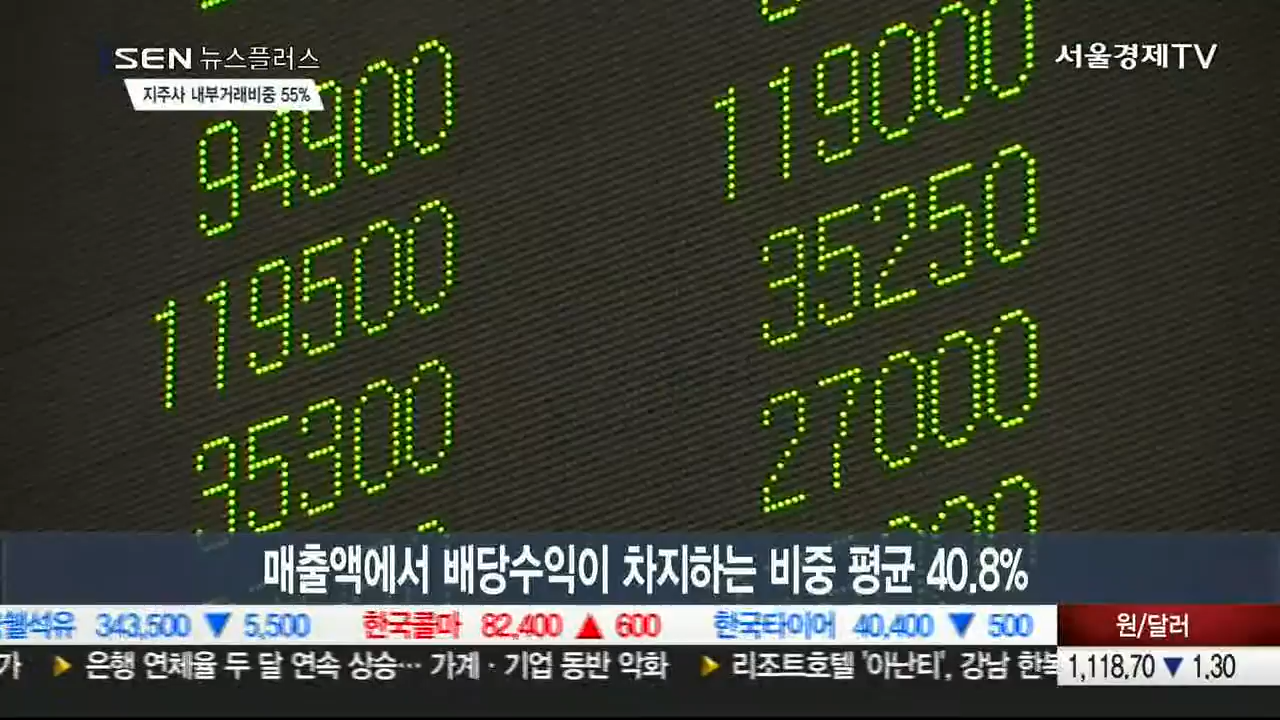 SEN 뉴스플러스
서울경제TV
지주사 내부거래비중 55%
94900
119000
119500
35250
35300
27000
매출액에서 배당수익이 차지하는 비중 평균 40.8%
343,500 ▼ 5,500 한국콜마 82,400 ▲ 600 한국타이어 40,400 ▼ 500
원/달러
가 ▶ 은행 연체율 두 달 연속 상승… 가계·기업 동반 악화 ▶ 리조트호텔 '아난티', 강남 한복
1,118.70 ▼ 1.30